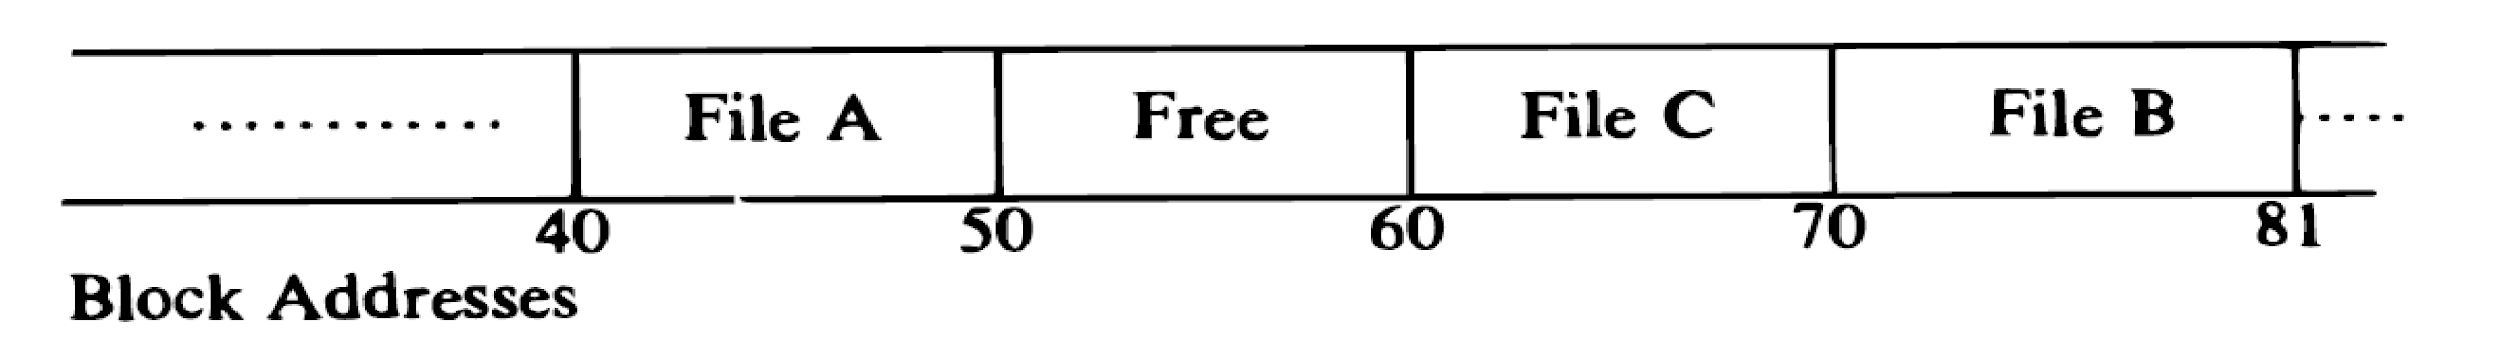 ............ File A Free File C File B .....
40 50 60 70 81
Block Addresses